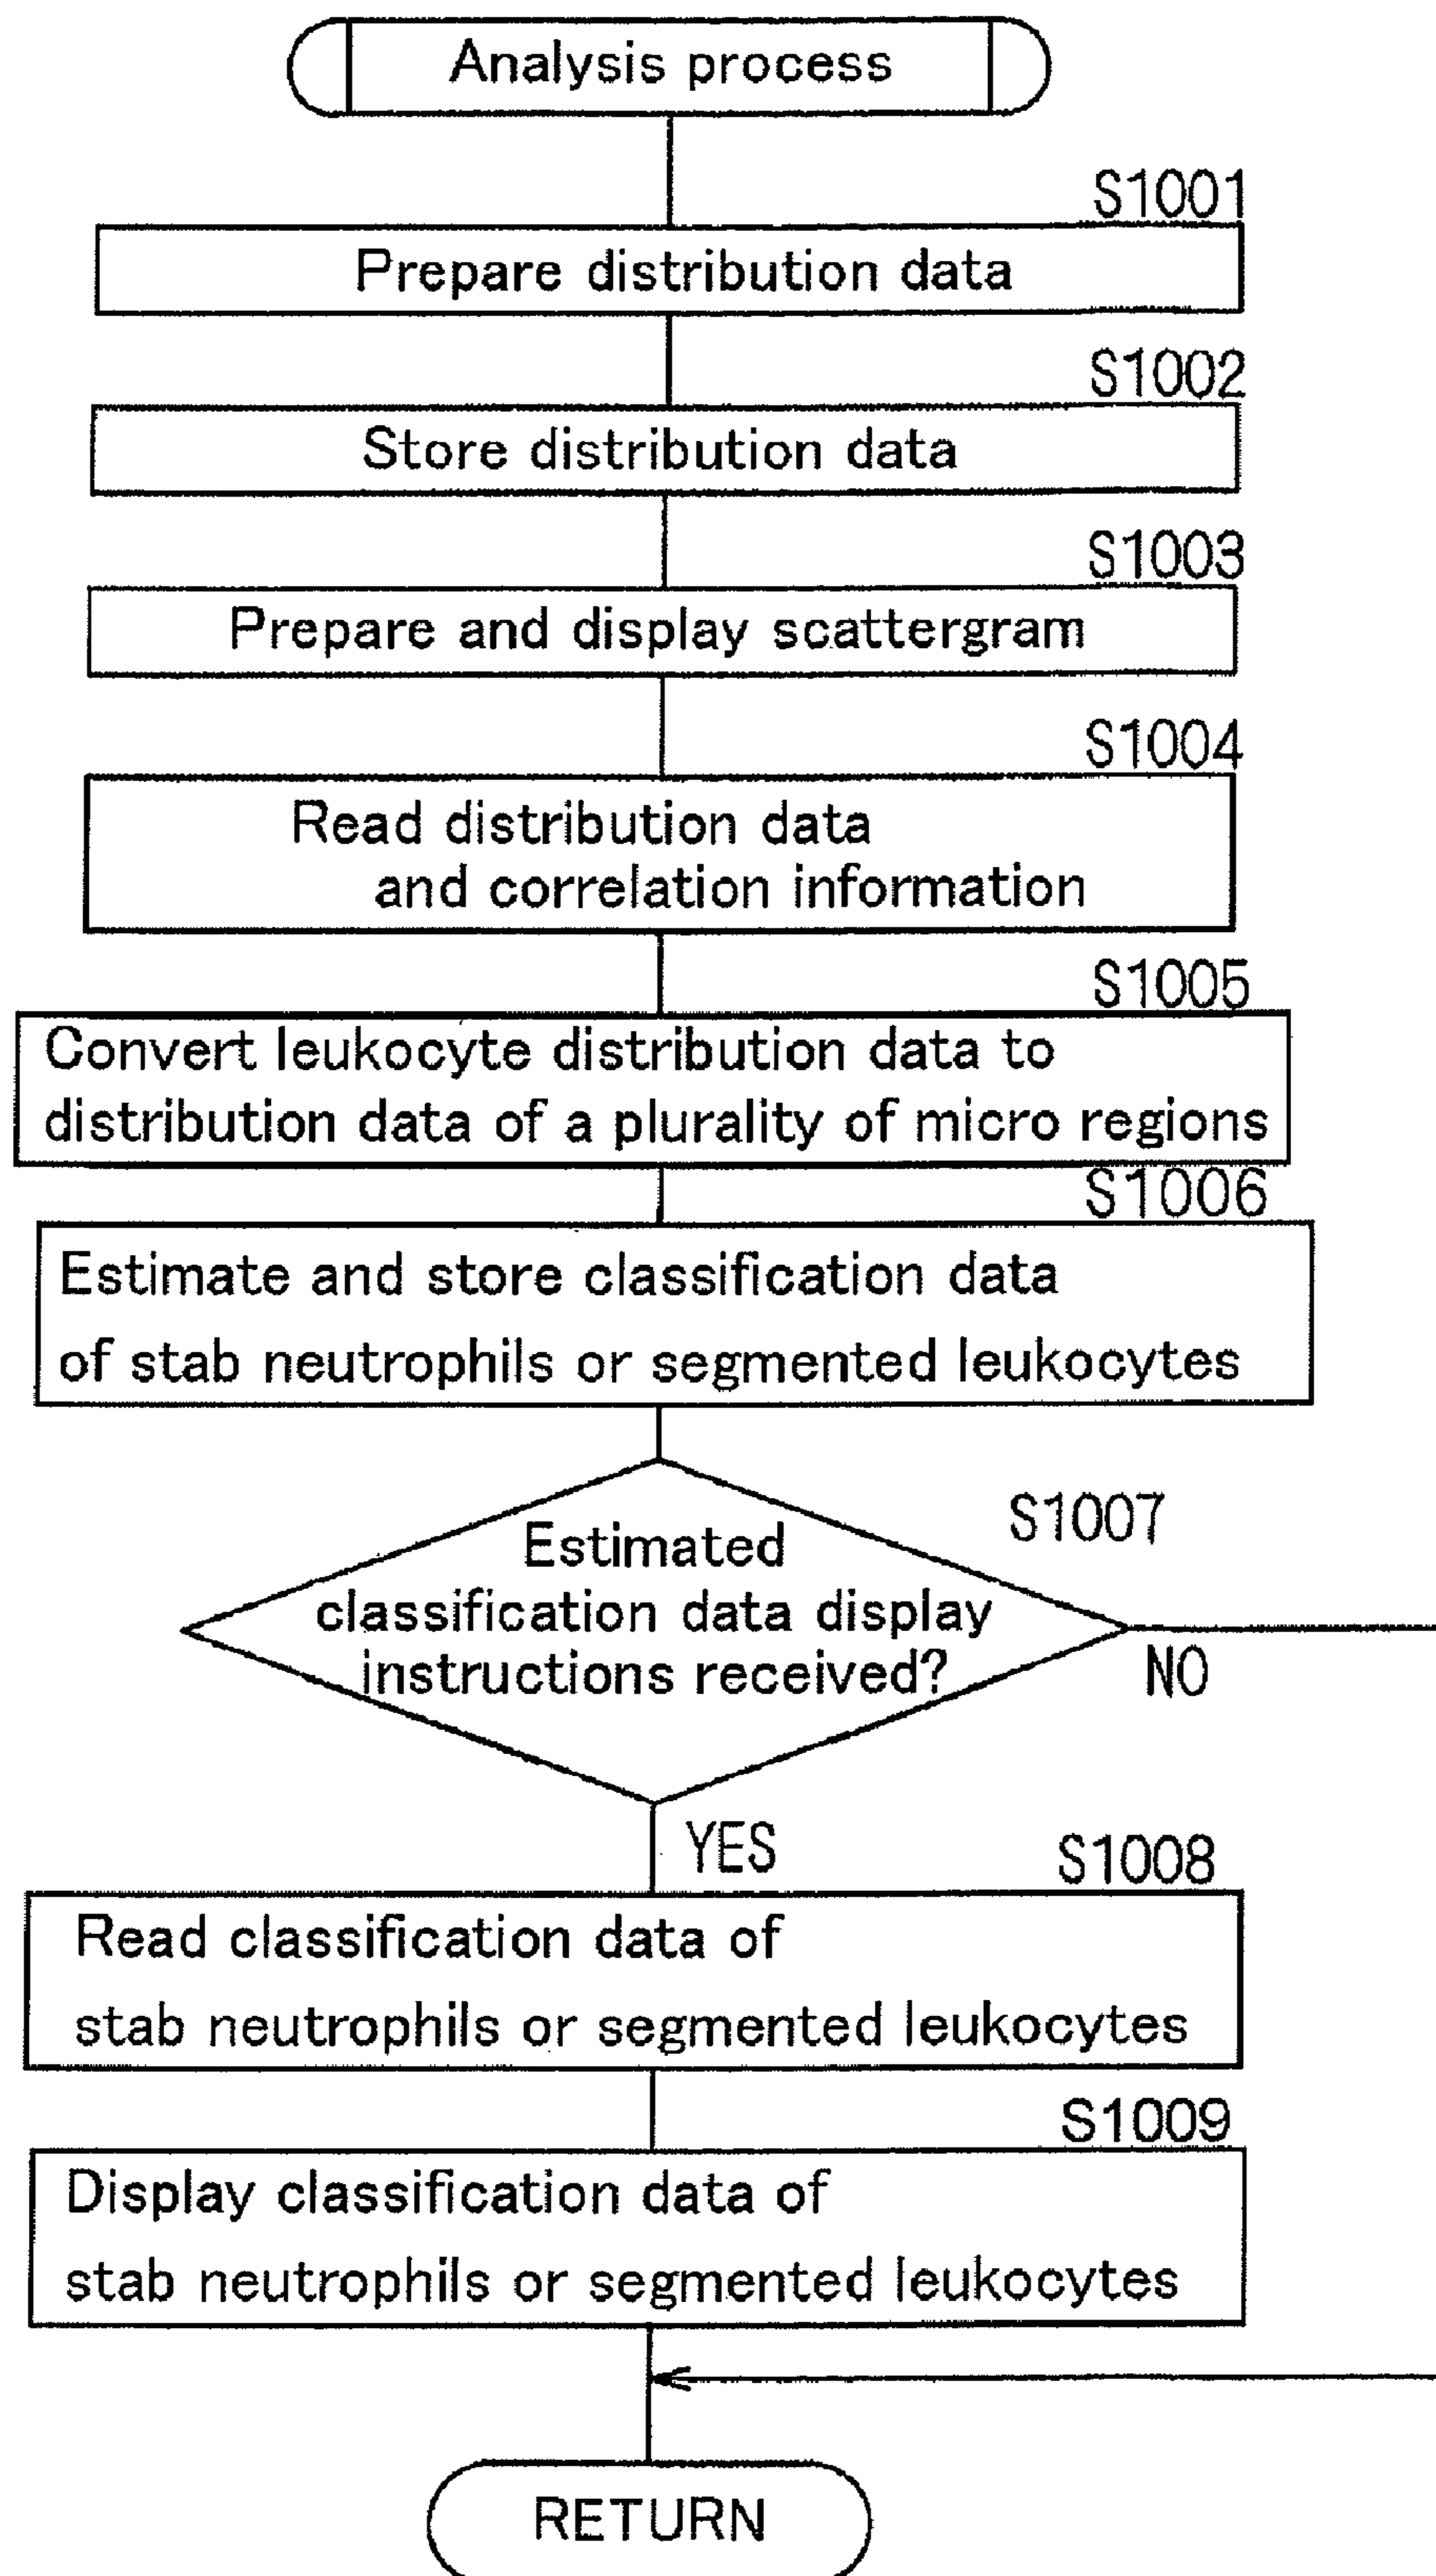 Analysis process
S1001
Prepare distribution data
S1002
Store distribution data
S1003
Prepare and display scattergram
S1004
Read distribution data
and correlation information
S1005
Convert leukocyte distribution data to
distribution data of a plurality of micro regions
S1006
Estimate and store classification data
of stab neutrophils or segmented leukocytes
S1007
Estimated
classification data display
instructions received?
NO
YES
S1008
Read classification data of
stab neutrophils or segmented leukocytes
S1009
Display classification data of
stab neutrophils or segmented leukocytes
RETURN